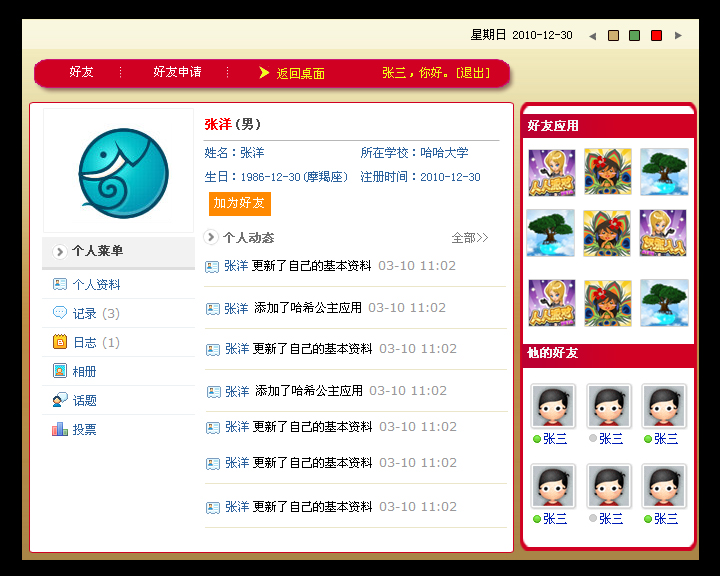 星期日 2010-12-30
好友 好友申请 返回桌面 张三，你好。[退出]
张洋(男)
姓名：张洋 所在学校：哈哈大学
生日：1986-12-30(摩羯座) 注册时间：2010-12-30
加为好友
个人菜单
个人资料
记录 (3)
日志 (1)
相册
话题
投票
个人动态 全部>>
张洋 更新了自己的基本资料 03-10 11:02
张洋 添加了哈希公主应用 03-10 11:02
张洋 更新了自己的基本资料 03-10 11:02
张洋 添加了哈希公主应用 03-10 11:02
张洋 更新了自己的基本资料 03-10 11:02
张洋 更新了自己的基本资料 03-10 11:02
张洋 更新了自己的基本资料 03-10 11:02
好友应用
他的好友
张三 张三 张三
张三 张三 张三